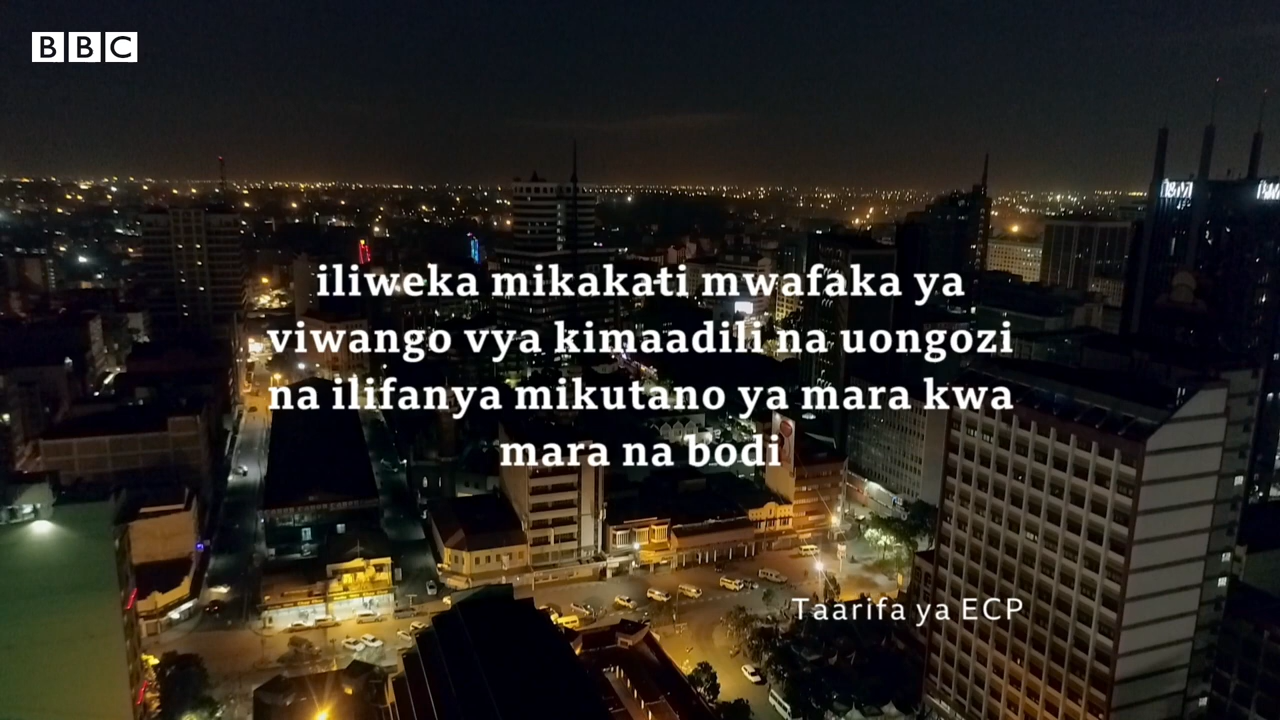 BBC
I&M
iliweka mikakati mwafaka ya
viwango vya kimaadili na uongozi
na ilifanya mikutano ya mara kwa
mara na bodi
Taarifa ya ECP